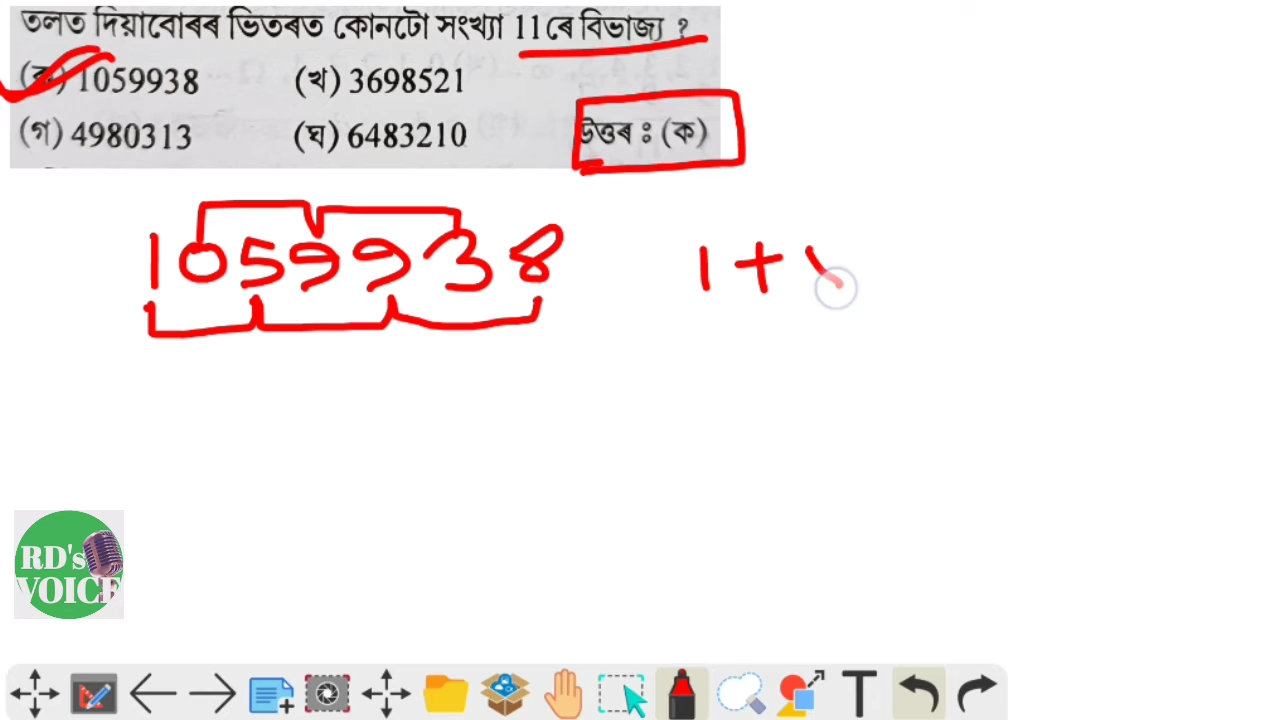 তলত দিয়াবোৰৰ ভিতৰত কোনটো সংখ্যা 11ৰে বিভাজ্য ?
(ক) 1059938 (খ) 3698521
(গ) 4980313 (ঘ) 6483210 উত্তৰ ঃ (ক)
1059938 1 +
RD's
VOICE
T